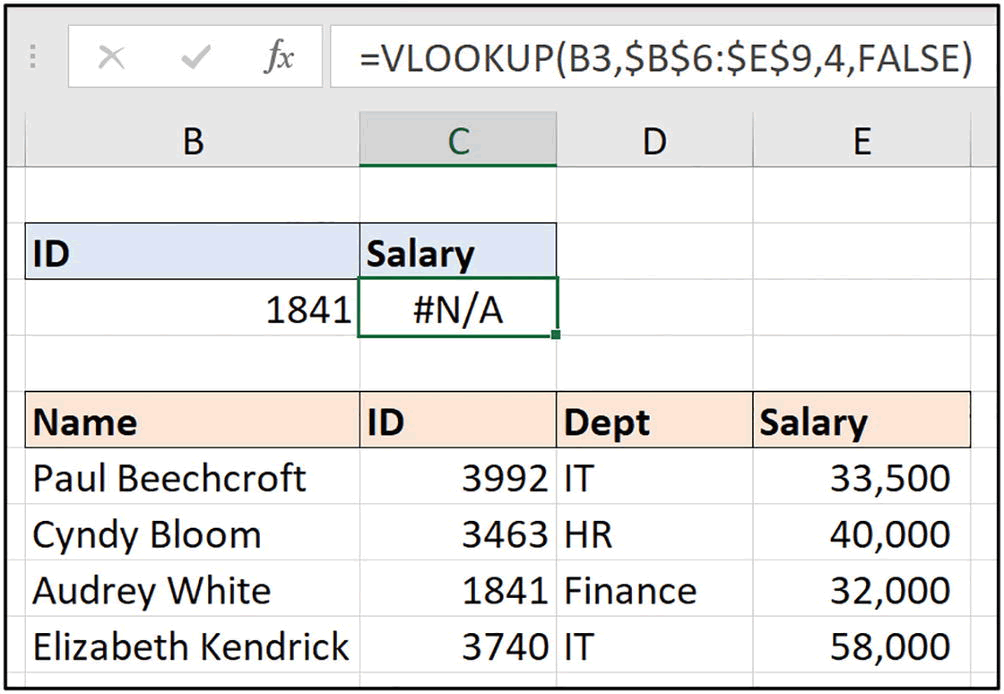 fx =VLOOKUP(B3,$B$6:$E$9,4,FALSE)
B C D E
ID Salary
1841 #N/A
Name ID Dept Salary
Paul Beechcroft 3992 IT 33,500
Cyndy Bloom 3463 HR 40,000
Audrey White 1841 Finance 32,000
Elizabeth Kendrick 3740 IT 58,000